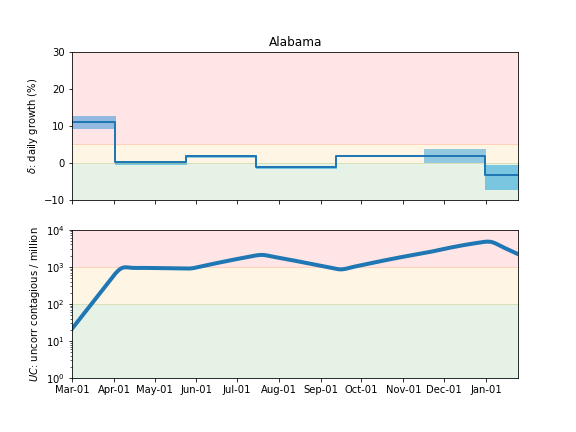 Alabama
δ: daily growth (%)
30
20
10
0
−10
UC: uncorr contagious / million
10⁴
10³
10²
10¹
10⁰
Mar-01 Apr-01 May-01 Jun-01 Jul-01 Aug-01 Sep-01 Oct-01 Nov-01 Dec-01 Jan-01